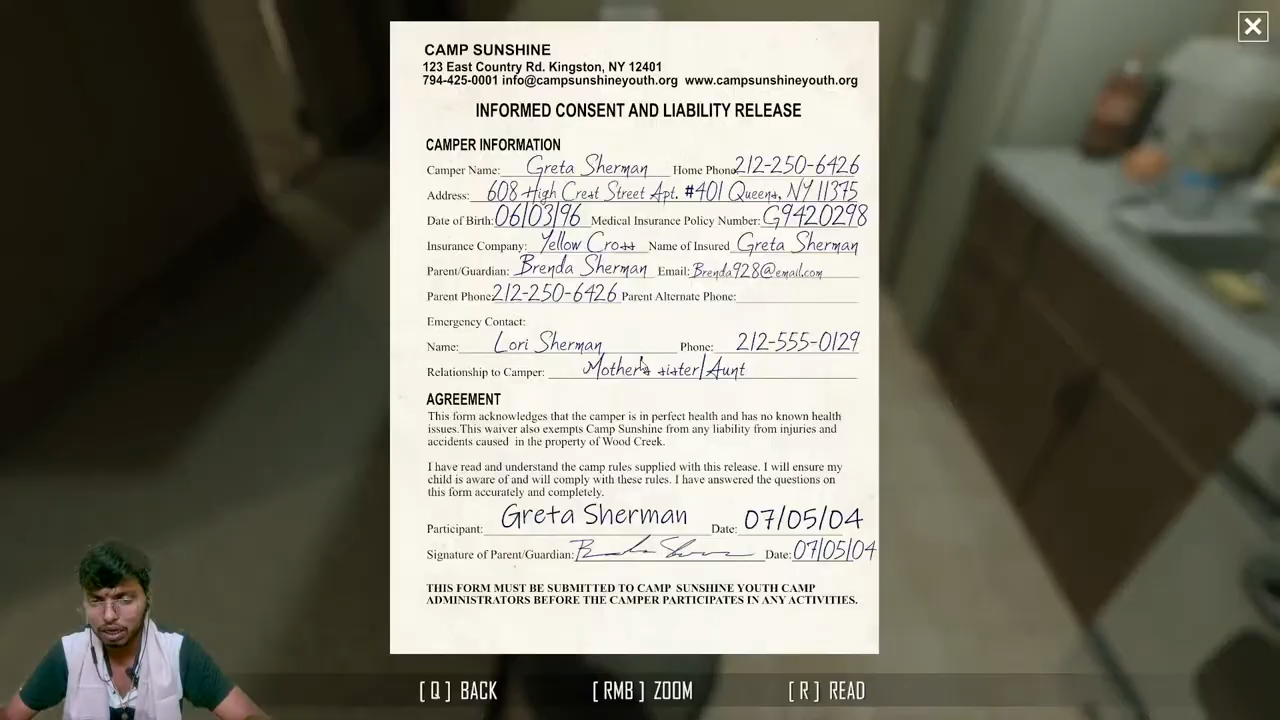 CAMP SUNSHINE
123 East Country Rd. Kingston, NY 12401
794-425-0001 info@campsunshineyouth.org www.campsunshineyouth.org
INFORMED CONSENT AND LIABILITY RELEASE
CAMPER INFORMATION
Camper Name: Greta Sherman Home Phone: 212-250-6426
Address: 608 High Crest Street Apt. #401 Queens, NY 11375
Date of Birth: 06/03/96 Medical Insurance Policy Number: G9420298
Insurance Company: Yellow Cross Name of Insured Greta Sherman
Parent/Guardian: Brenda Sherman Email: Brenda928@email.com
Parent Phone: 212-250-6426 Parent Alternate Phone:
Emergency Contact:
Name: Lori Sherman Phone: 212-555-0129
Relationship to Camper: Mother's sister/Aunt
AGREEMENT
This form acknowledges that the camper is in perfect health and has no known health
issues.This waiver also exempts Camp Sunshine from any liability from injuries and
accidents caused in the property of Wood Creek.
I have read and understand the camp rules supplied with this release. I will ensure my
child is aware of and will comply with these rules. I have answered the questions on
this form accurately and completely.
Participant: Greta Sherman Date: 07/05/04
Signature of Parent/Guardian: Date: 07/05/04
THIS FORM MUST BE SUBMITTED TO CAMP SUNSHINE YOUTH CAMP
ADMINISTRATORS BEFORE THE CAMPER PARTICIPATES IN ANY ACTIVITIES.
[ Q ] BACK [ RMB ] ZOOM [ R ] READ